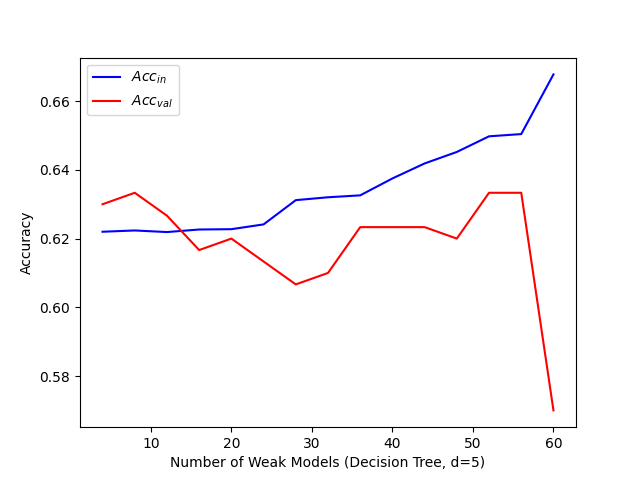 Acc_in
Acc_val
0.66
0.64
0.62
0.60
0.58
Accuracy
10 20 30 40 50 60
Number of Weak Models (Decision Tree, d=5)